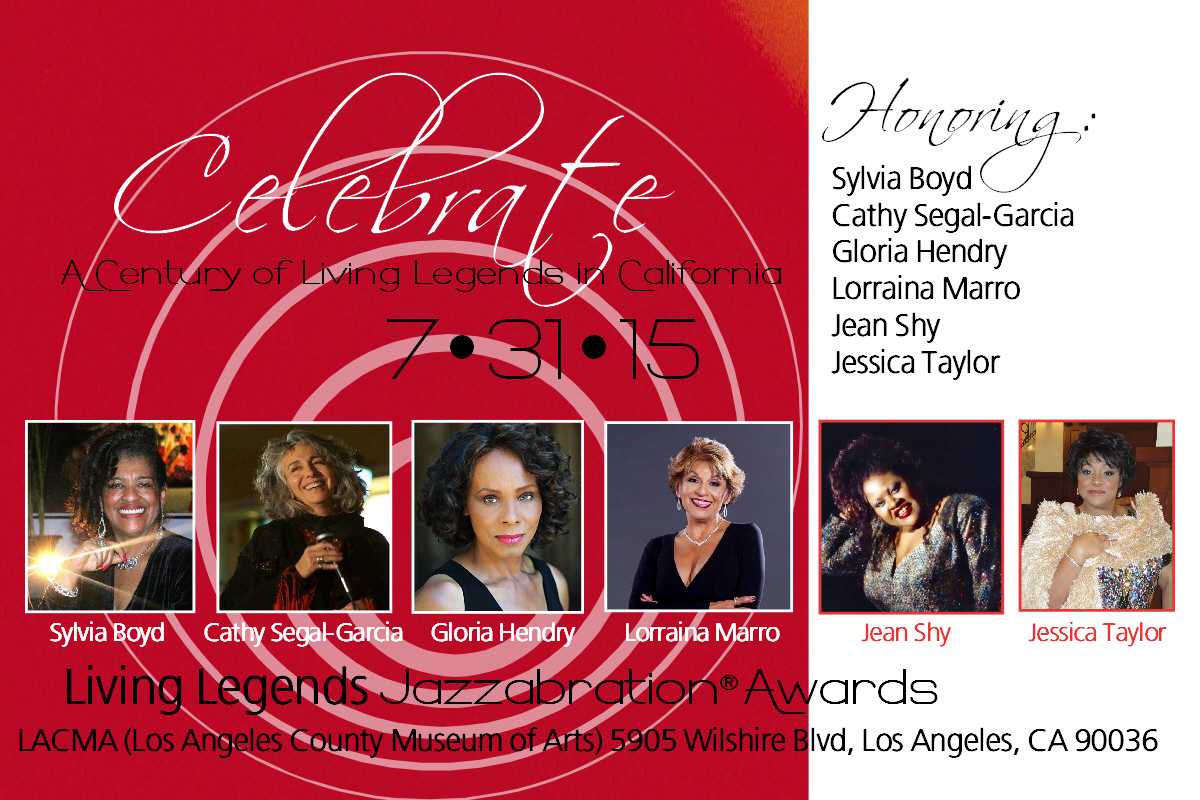 Celebrate
A Century of Living Legends in California
7•31•15
Honoring:
Sylvia Boyd
Cathy Segal-Garcia
Gloria Hendry
Lorraina Marro
Jean Shy
Jessica Taylor
Sylvia Boyd
Cathy Segal-Garcia
Gloria Hendry
Lorraina Marro
Jean Shy
Jessica Taylor
Living Legends Jazzabration® Awards
LACMA (Los Angeles County Museum of Arts) 5905 Wilshire Blvd, Los Angeles, CA 90036